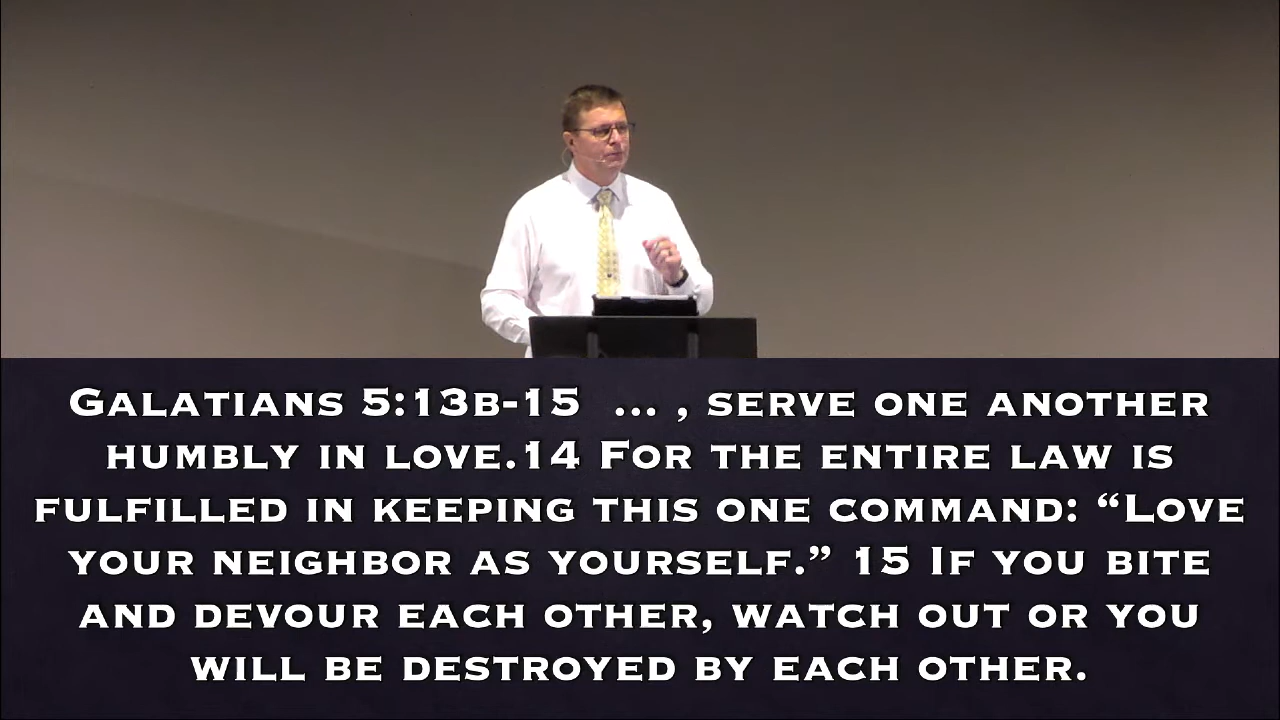 Galatians 5:13b-15 ... , serve one another
humbly in love.14 For the entire law is
fulfilled in keeping this one command: “Love
your neighbor as yourself.” 15 If you bite
and devour each other, watch out or you
will be destroyed by each other.